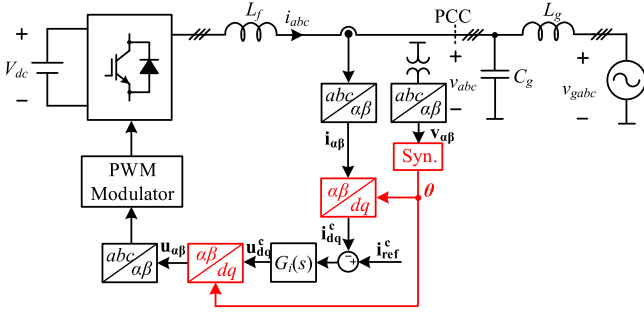 L_f
i_abc
PCC
L_g
+
+
+
V_dc
v_abc
C_g
v_gabc
−
−
−
abc
αβ
abc
αβ
i_αβ
v_αβ
Syn.
PWM
Modulator
αβ
dq
θ
i^c_dq
u_αβ
u^c_dq
i^c_ref
abc
αβ
αβ
dq
G_i(s)
−
+